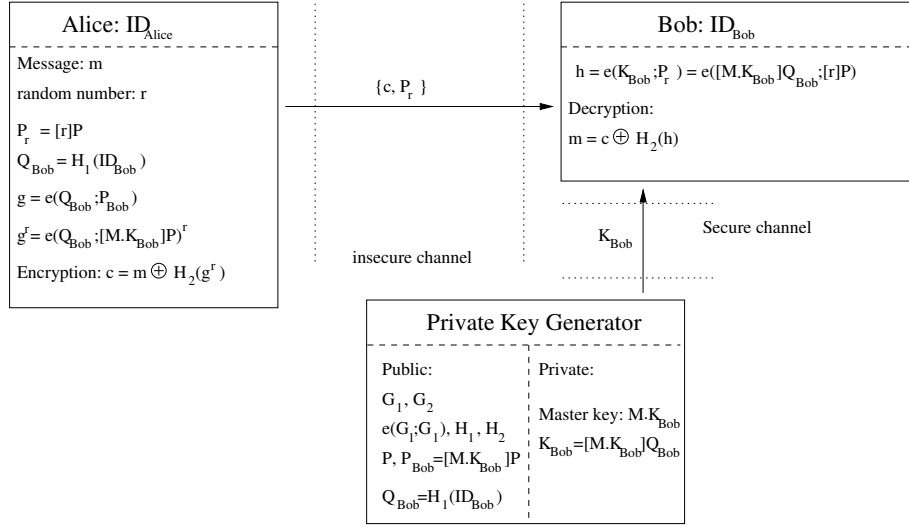 Alice: ID_Alice
Message: m
random number: r
P_r = [r]P
Q_Bob = H_1(ID_Bob)
g = e(Q_Bob;P_Bob)
g^r = e(Q_Bob;[M.K_Bob]P)^r
Encryption: c = m ⊕ H_2(g^r)
{c, P_r }
insecure channel
Bob: ID_Bob
h = e(K_Bob;P_r) = e([M.K_Bob]Q_Bob;[r]P)
Decryption:
m = c ⊕ H_2(h)
K_Bob
Secure channel
Private Key Generator
Public:
G_1, G_2
e(G_1;G_1), H_1, H_2
P, P_Bob=[M.K_Bob]P
Q_Bob=H_1(ID_Bob)
Private:
Master key: M.K_Bob
K_Bob=[M.K_Bob]Q_Bob